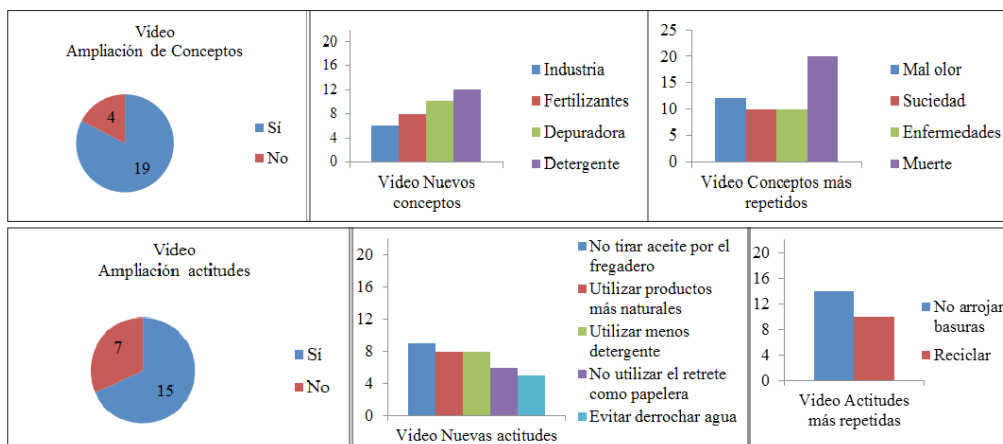 Video
Ampliación de Conceptos
4
19
Sí
No
20
16
12
8
4
0
Industria
Fertilizantes
Depuradora
Detergente
Video Nuevos
conceptos
25
20
15
10
5
0
Mal olor
Suciedad
Enfermedades
Muerte
Video Conceptos más
repetidos
Video
Ampliación actitudes
7
15
Sí
No
20
16
12
8
4
0
No tirar aceite por el
fregadero
Utilizar productos
más naturales
Utilizar menos
detergente
No utilizar el retrete
como papelera
Evitar derrochar agua
Video Nuevas actitudes
20
16
12
8
4
0
No arrojar
basuras
Reciclar
Video Actitudes
más repetidas